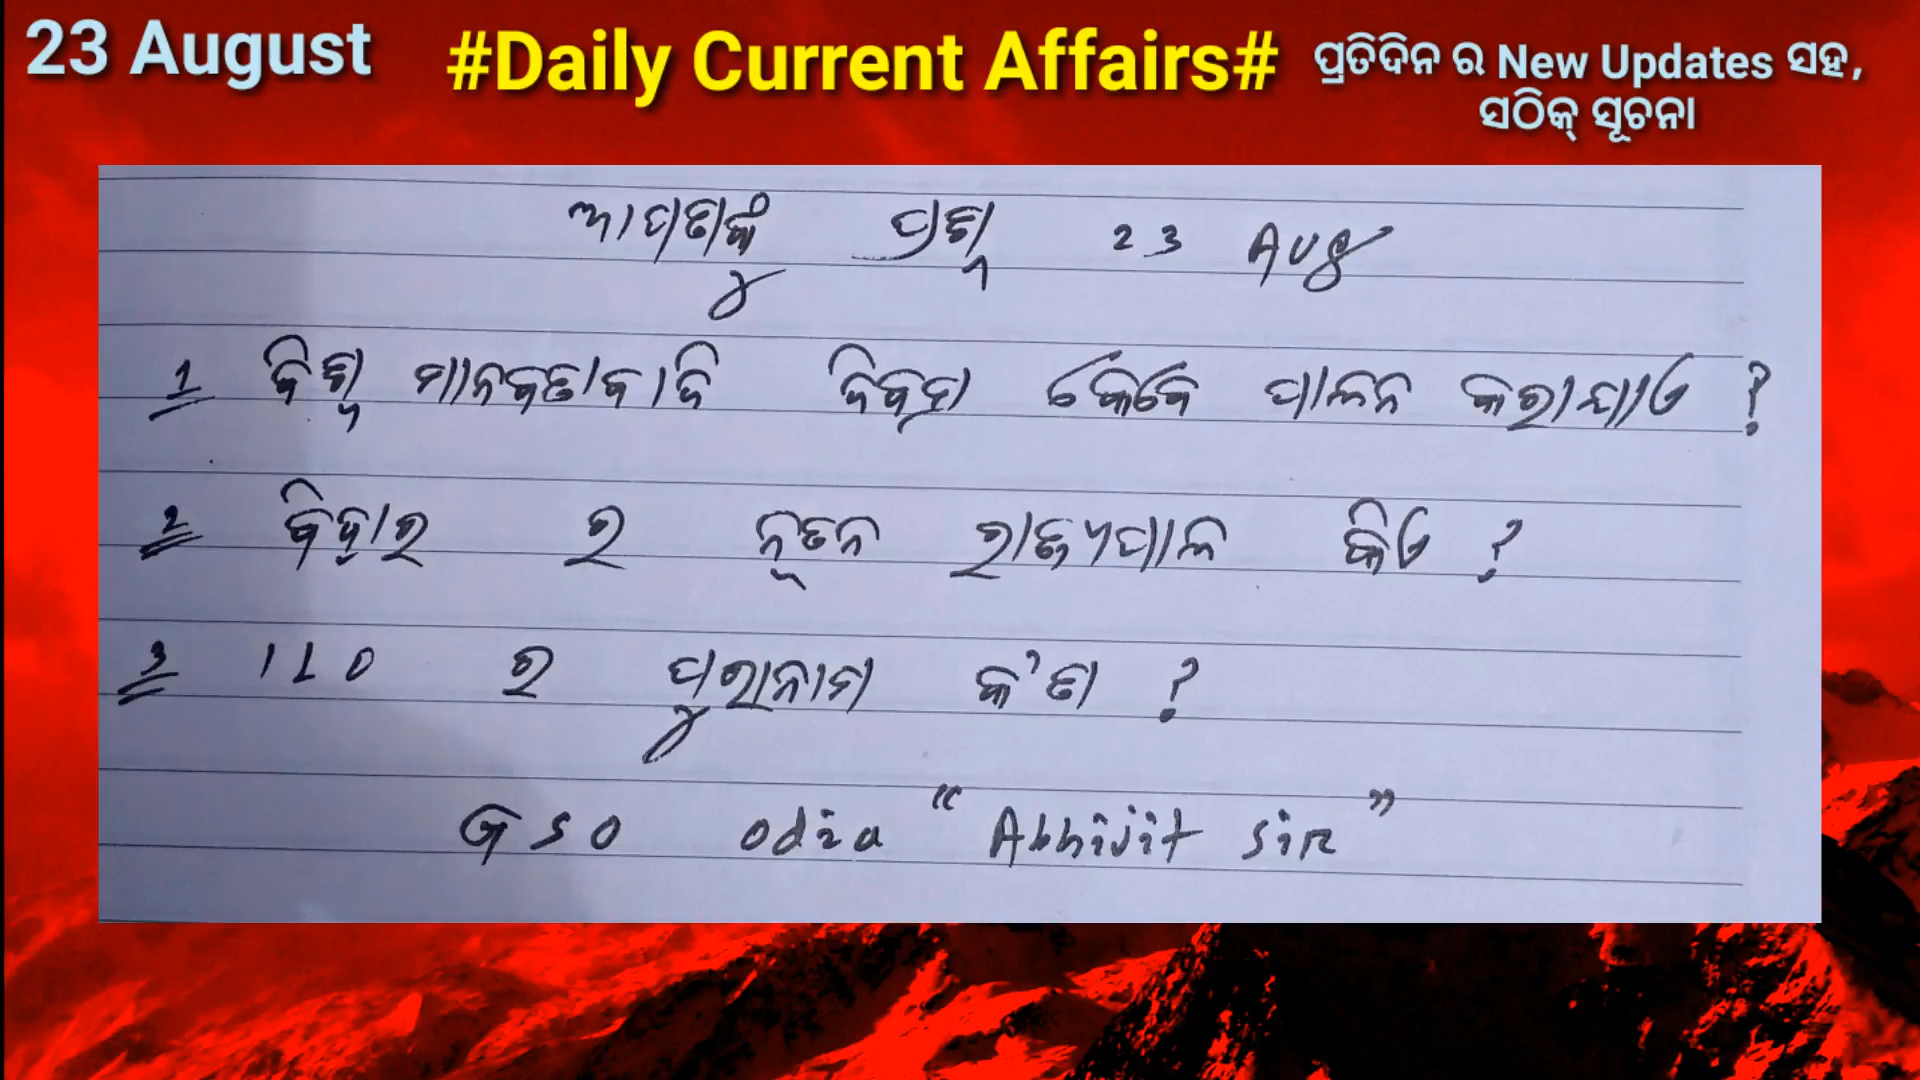 23 August #Daily Current Affairs# ପ୍ରତିଦିନ ର New Updates ସହ,
ସଠିକ୍ ସୂଚନା
ଆପଣଙ୍କୁ ପ୍ରଶ୍ନ 23 Aug
1 ବିଶ୍ୱ ମାନବତାବାଦି ଦିବସ କେବେ ପାଳନ କରାଯାଏ ?
2 ବିହାର ର ନୂତନ ରାଜ୍ୟପାଳ କିଏ ?
3 ILO ର ପୁରାନାମ କ'ଣ ?
GSO odia "Abhijit sir"